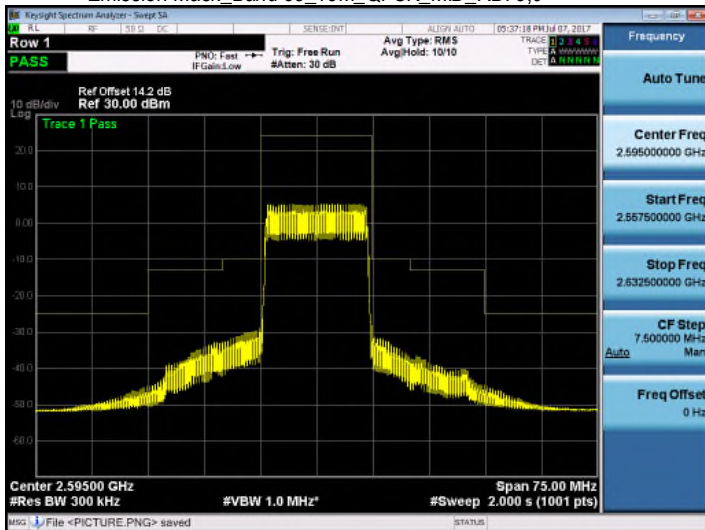 Keysight Spectrum Analyzer - Swept SA
RL RF 50 Ω DC SENSE:INT ALIGN AUTO 05:37:18 PM Jul 07, 2017
Row 1
PASS
PNO: Fast
IFGain:Low
Trig: Free Run
#Atten: 30 dB
Avg Type: RMS
Avg|Hold: 10/10
TRACE 1 2 3 4 5 6
TYPE A
DET A N N N N N
Ref Offset 14.2 dB
10 dB/div Ref 30.00 dBm
Log
Trace 1 Pass
20.0
10.0
0.00
-10.0
-20.0
-30.0
-40.0
-50.0
-60.0
Center 2.59500 GHz Span 75.00 MHz
#Res BW 300 kHz #VBW 1.0 MHz* #Sweep 2.000 s (1001 pts)
MSG File <PICTURE.PNG> saved STATUS
Frequency
Auto Tune
Center Freq
2.595000000 GHz
Start Freq
2.557500000 GHz
Stop Freq
2.632500000 GHz
CF Step
7.500000 MHz
Auto Man
Freq Offset
0 Hz